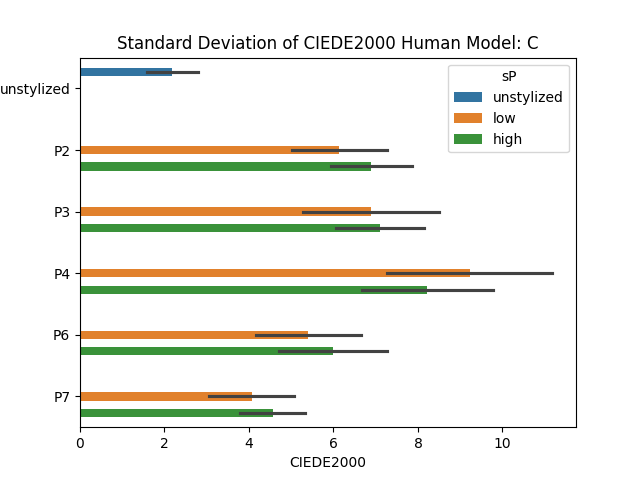 Standard Deviation of CIEDE2000 Human Model: C
sP
unstylized
low
high
unstylized
P2
P3
P4
P6
P7
0 2 4 6 8 10
CIEDE2000